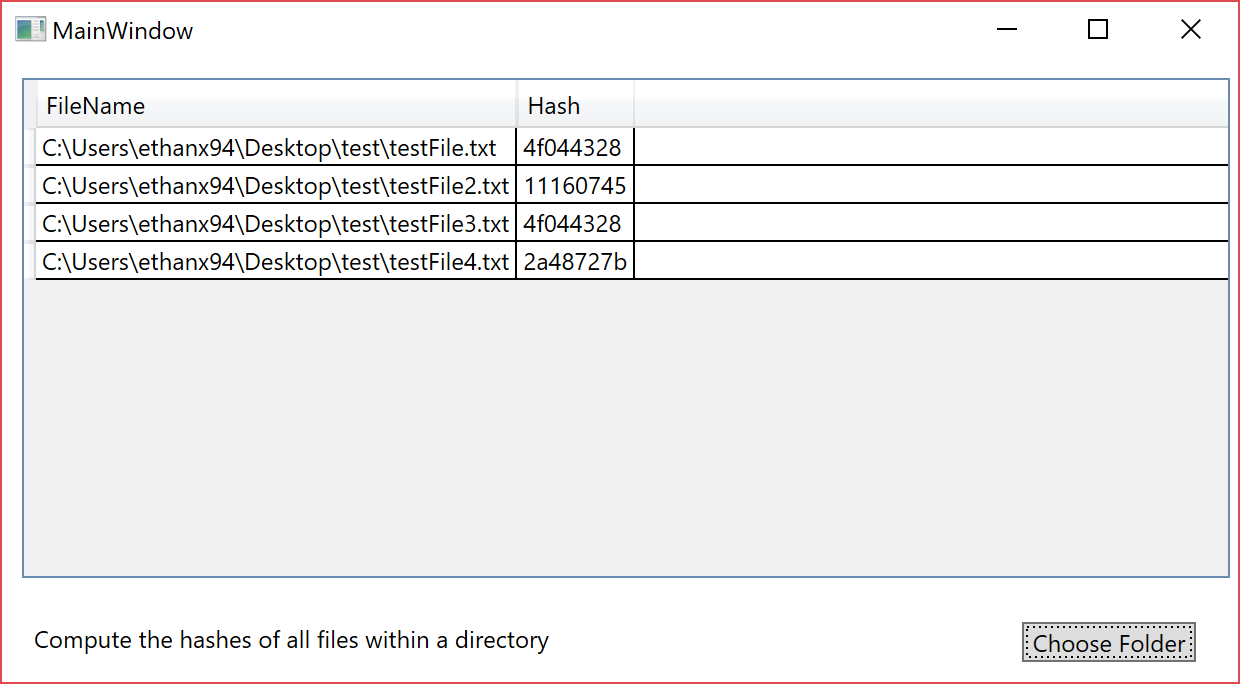 MainWindow
FileName Hash
C:\Users\ethanx94\Desktop\test\testFile.txt 4f044328
C:\Users\ethanx94\Desktop\test\testFile2.txt 11160745
C:\Users\ethanx94\Desktop\test\testFile3.txt 4f044328
C:\Users\ethanx94\Desktop\test\testFile4.txt 2a48727b
Compute the hashes of all files within a directory
Choose Folder